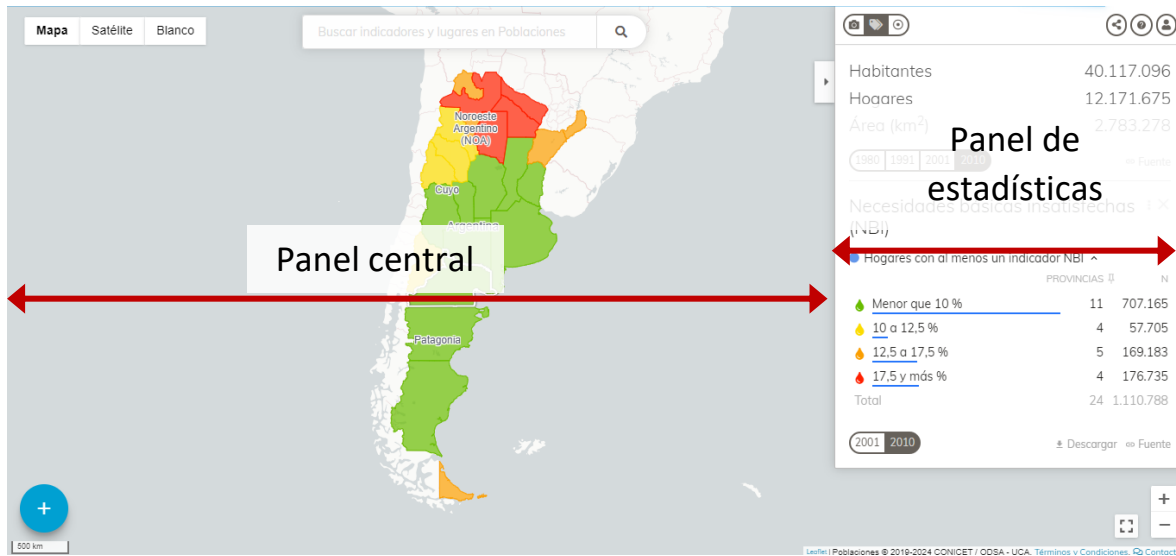 Mapa Satélite Blanco
Buscar indicadores y lugares en Poblaciones
Noroeste
Argentino
(NOA)
Cuyo
Argentina
Patagonia
Panel central
500 km
Habitantes 40.117.096
Hogares 12.171.675
Área (km²) 2.783.278
1980 1991 2001 2010 Fuente
Panel de
estadísticas
Necesidades básicas insatisfechas
(NBI)
Hogares con al menos un indicador NBI
PROVINCIAS N
Menor que 10 % 11 707.165
10 a 12,5 % 4 57.705
12,5 a 17,5 % 5 169.183
17,5 y más % 4 176.735
Total 24 1.110.788
2001 2010 Descargar Fuente
Leaflet | Poblaciones © 2019-2024 CONICET / ODSA - UCA. Términos y Condiciones. Contacto